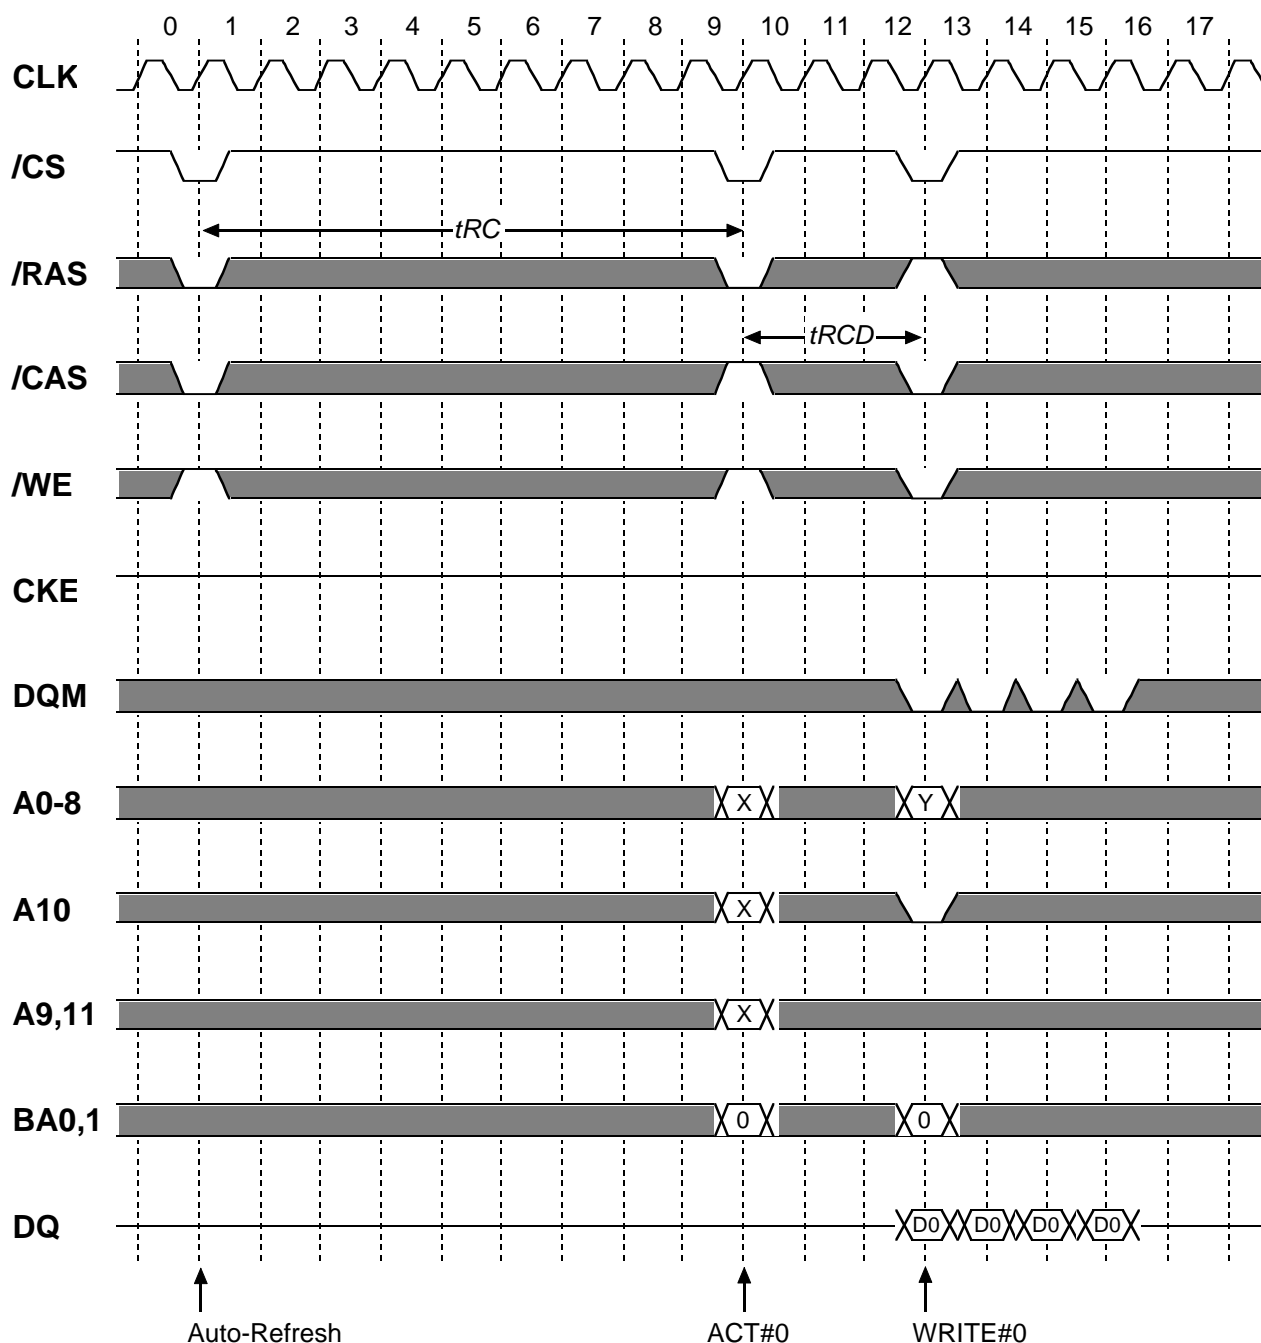 0 1 2 3 4 5 6 7 8 9 10 11 12 13 14 15 16 17
CLK
/CS
tRC
/RAS
tRCD
/CAS
/WE
CKE
DQM
A0-8 X Y
A10 X
A9,11 X
BA0,1 0 0
DQ D0 D0 D0 D0
Auto-Refresh ACT#0 WRITE#0